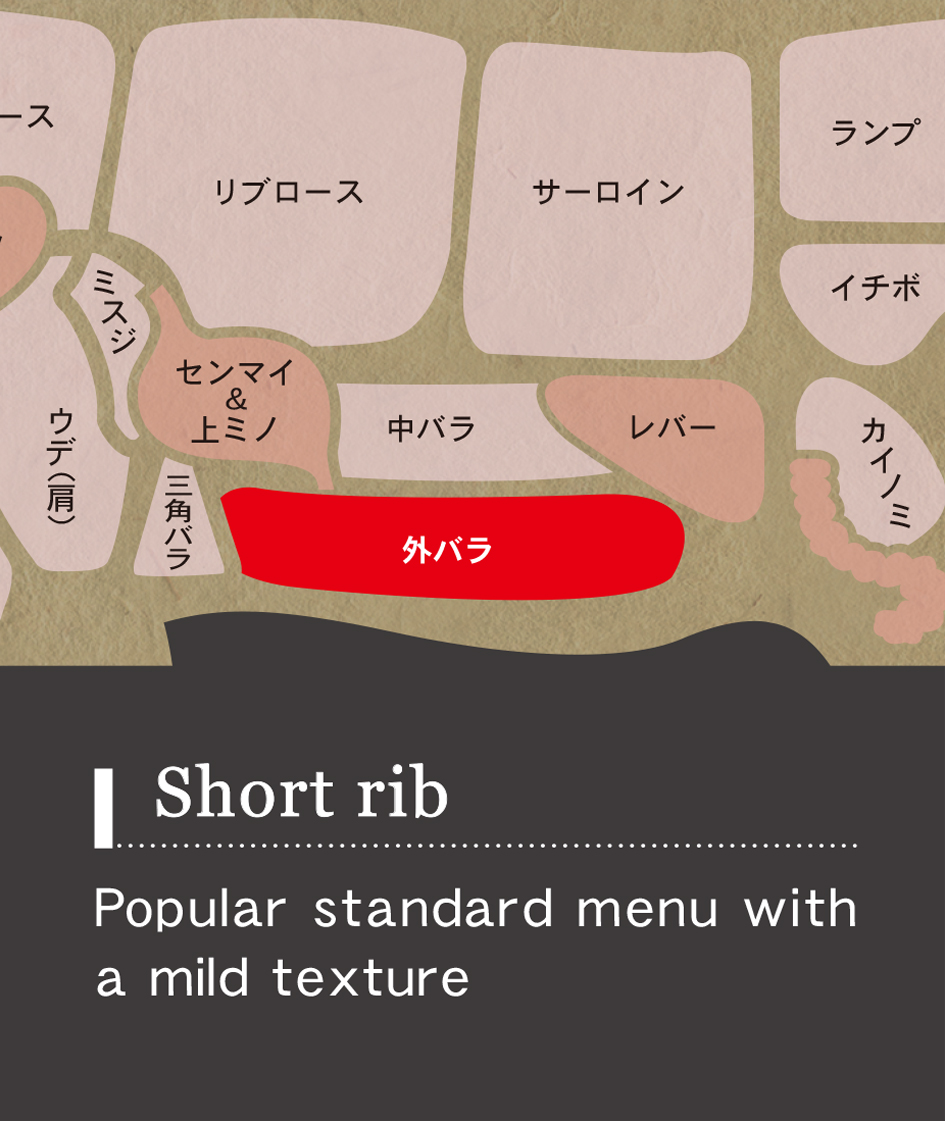 ース
リブロース
サーロイン
ランプ
イチボ
ミスジ
センマイ
&
上ミノ
中バラ
レバー
カイノミ
ウデ(肩)
三角バラ
外バラ
Short rib
Popular standard menu with
a mild texture